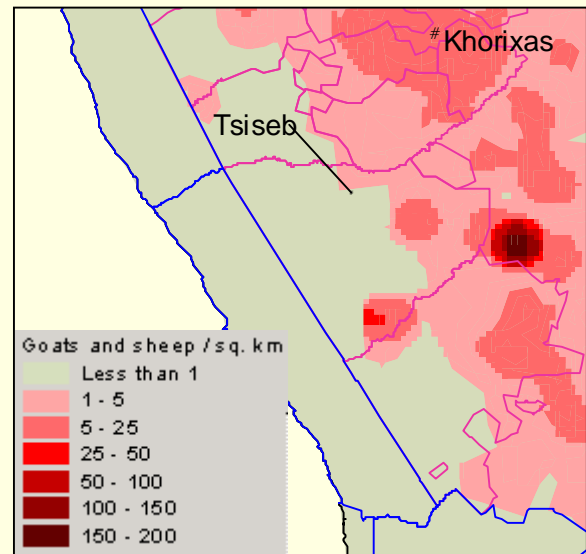 # Khorixas
Tsiseb
Goats and sheep / sq. km
Less than 1
1 - 5
5 - 25
25 - 50
50 - 100
100 - 150
150 - 200